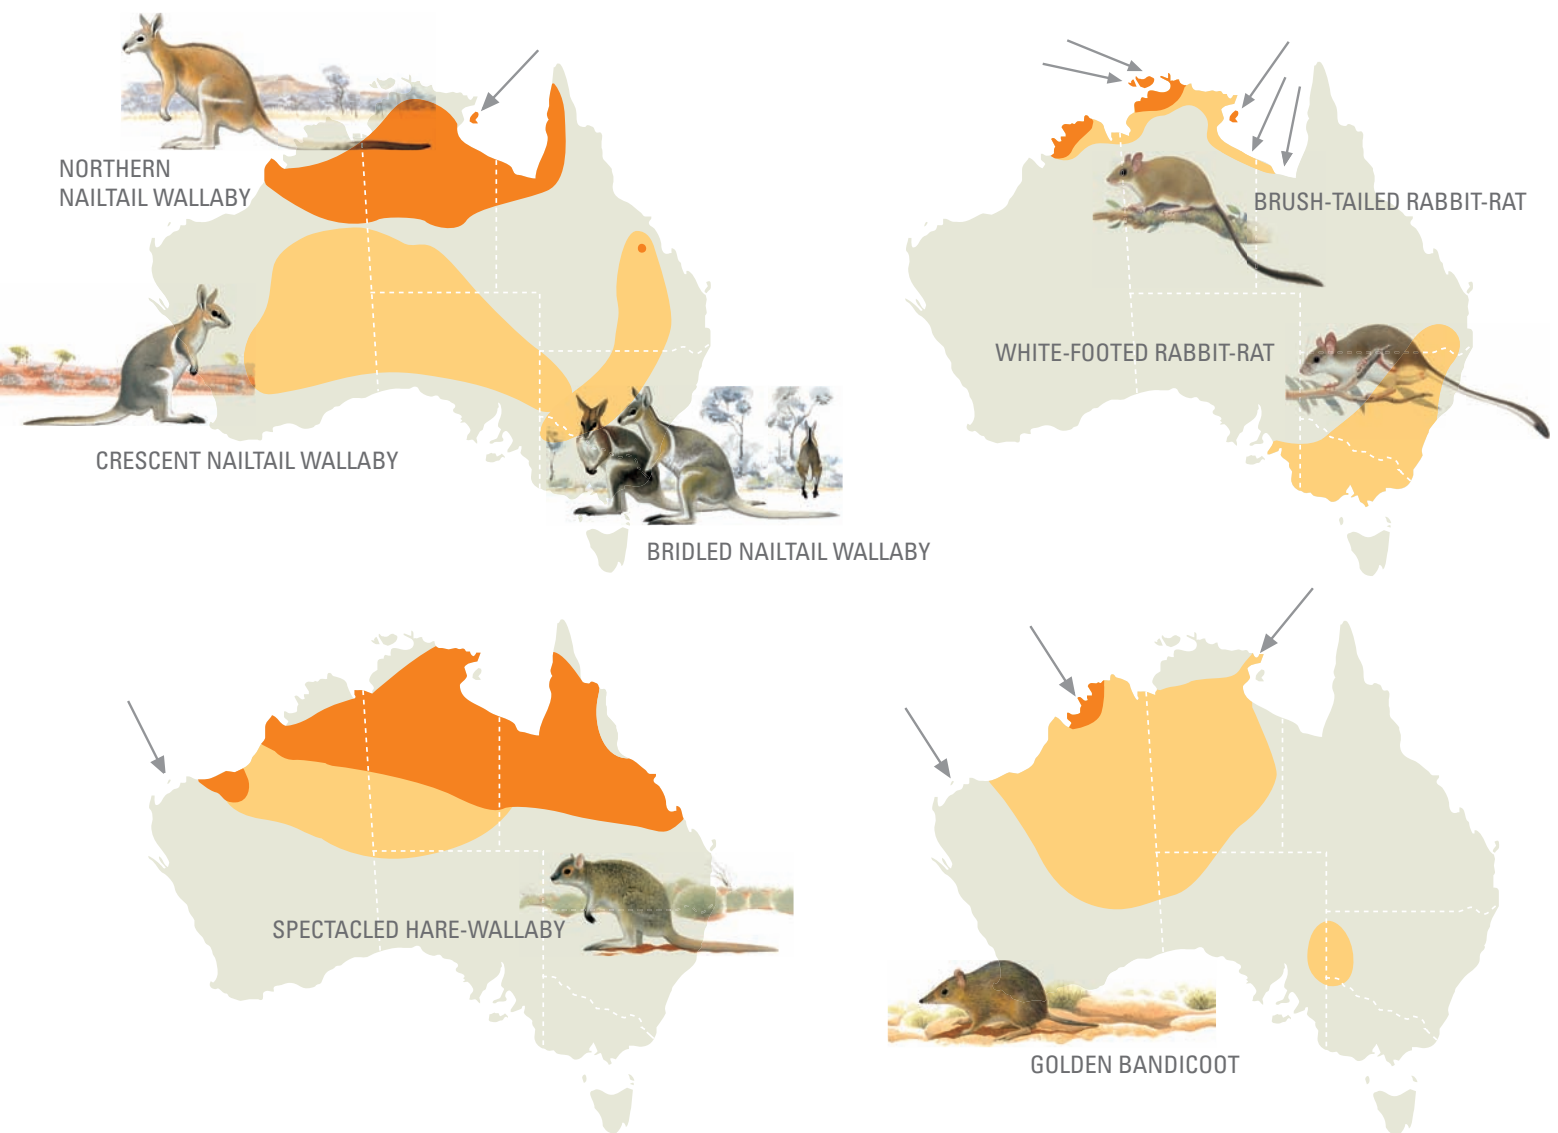 NORTHERN
NAILTAIL WALLABY
CRESCENT NAILTAIL WALLABY
BRIDLED NAILTAIL WALLABY
BRUSH-TAILED RABBIT-RAT
WHITE-FOOTED RABBIT-RAT
SPECTACLED HARE-WALLABY
GOLDEN BANDICOOT